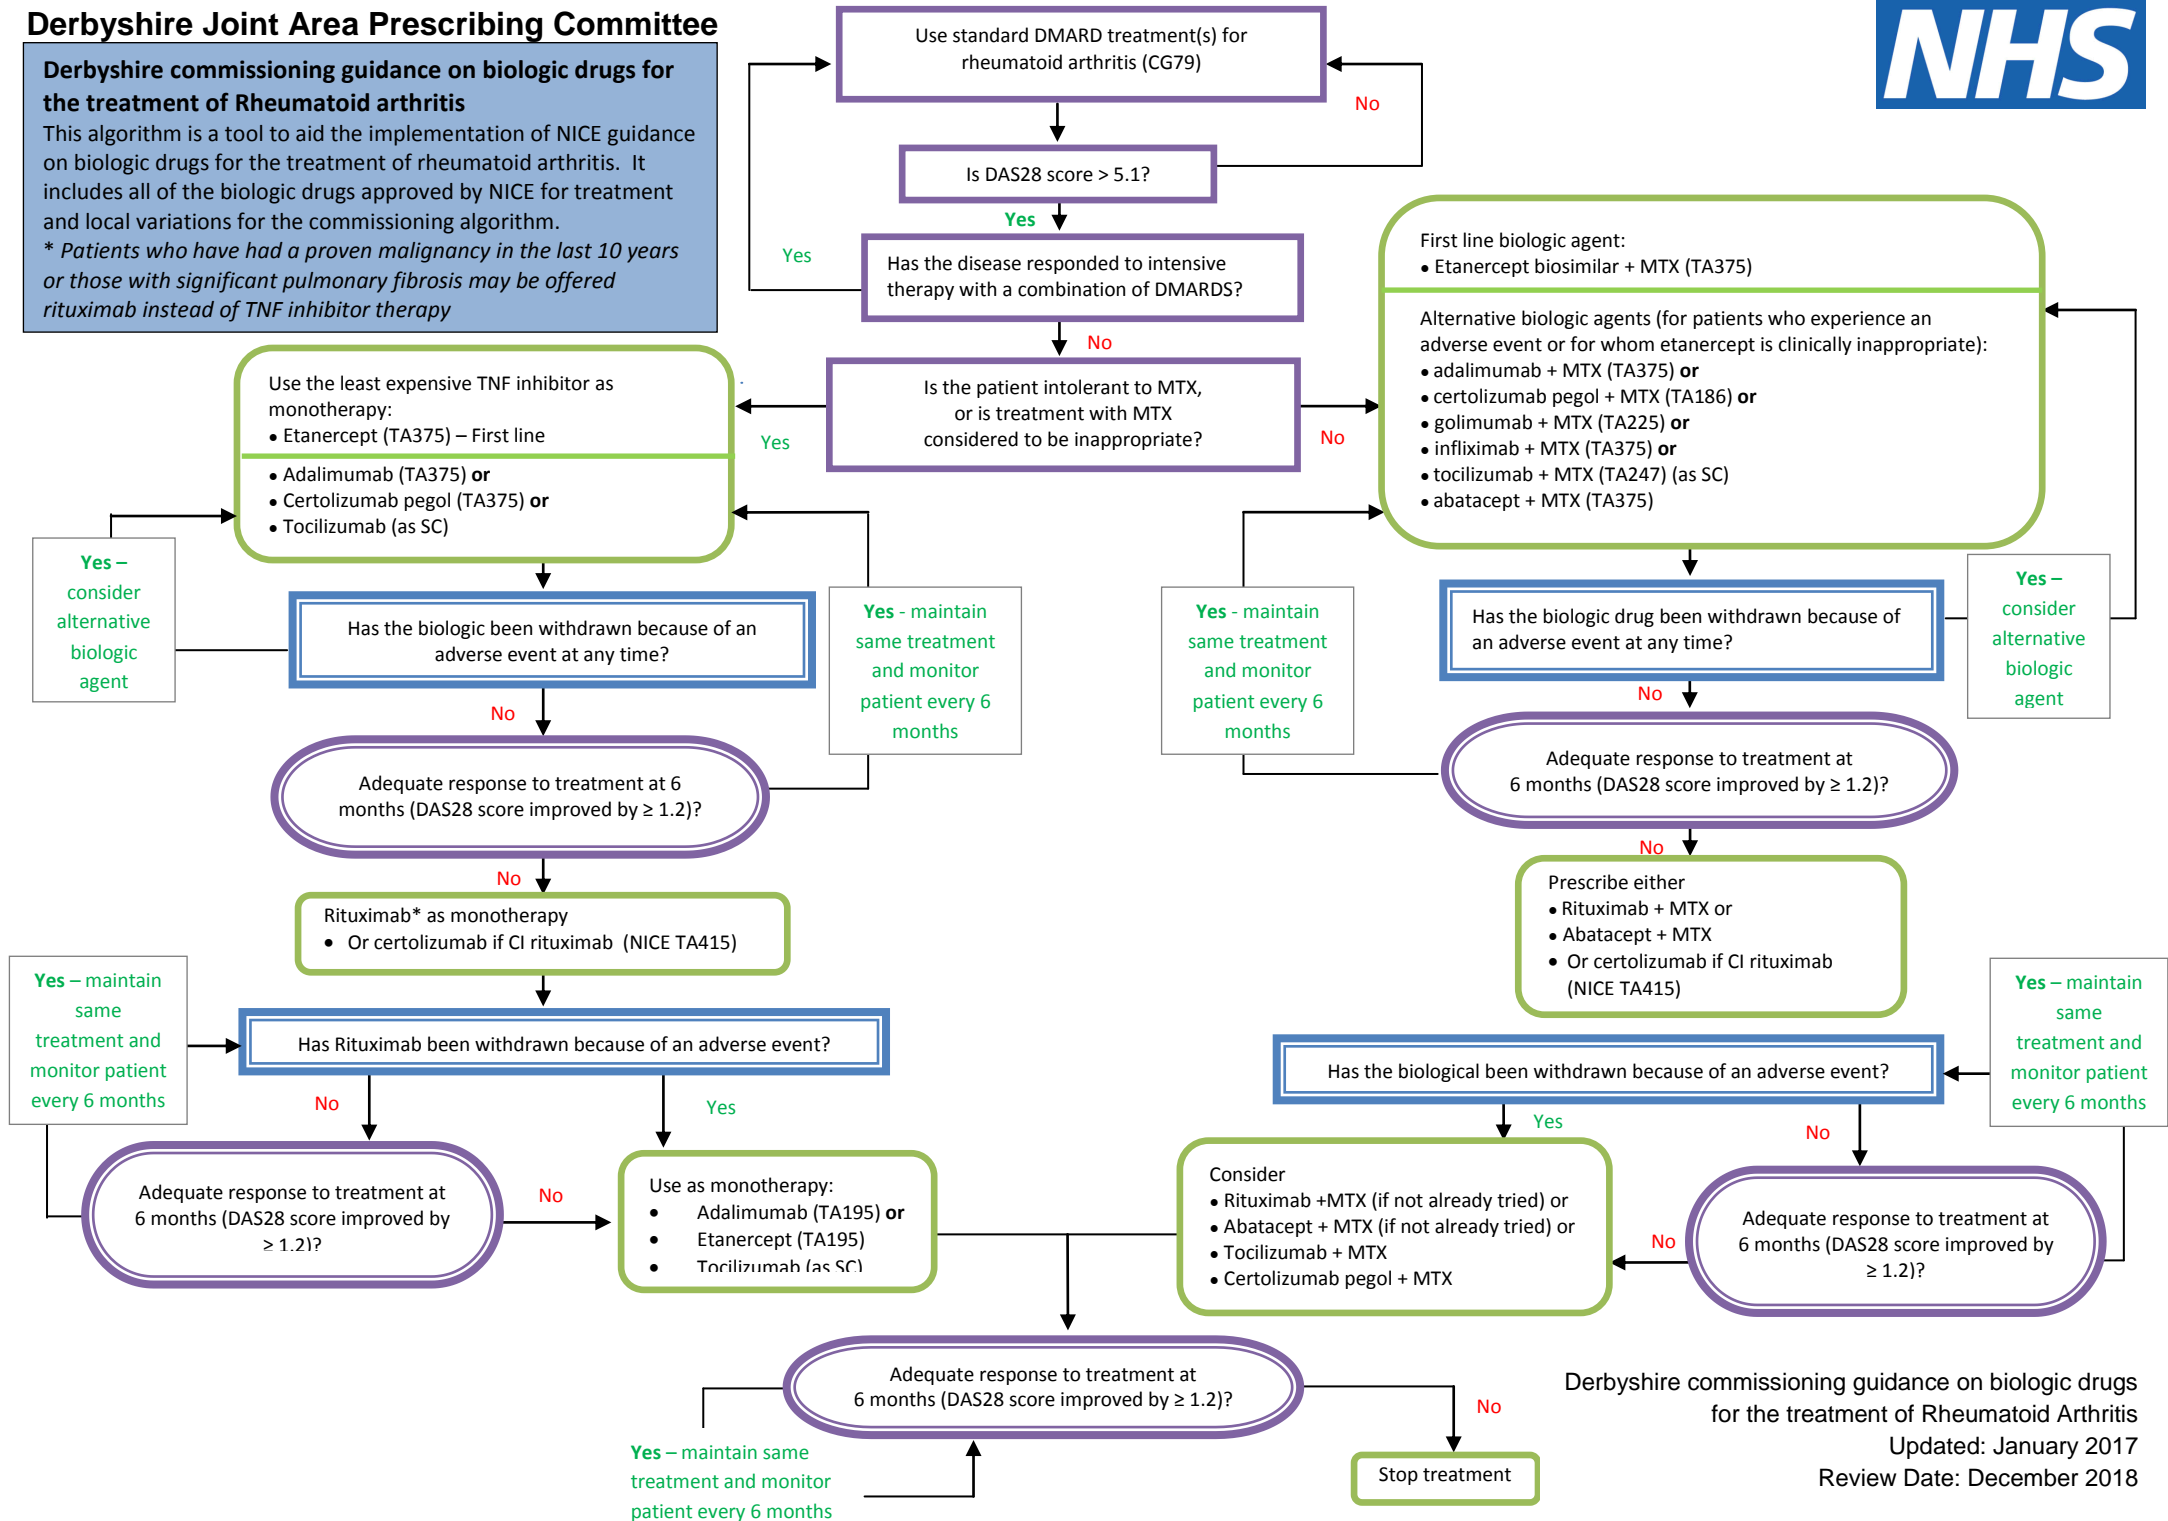 Derbyshire Joint Area Prescribing Committee
NHS
Derbyshire commissioning guidance on biologic drugs for
the treatment of Rheumatoid arthritis
This algorithm is a tool to aid the implementation of NICE guidance
on biologic drugs for the treatment of rheumatoid arthritis.  It
includes all of the biologic drugs approved by NICE for treatment
and local variations for the commissioning algorithm.
* Patients who have had a proven malignancy in the last 10 years
or those with significant pulmonary fibrosis may be offered
rituximab instead of TNF inhibitor therapy
Use standard DMARD treatment(s) for
rheumatoid arthritis (CG79)
No
Is DAS28 score > 5.1?
Yes
Yes
Has the disease responded to intensive
therapy with a combination of DMARDS?
No
Is the patient intolerant to MTX,
or is treatment with MTX
considered to be inappropriate?
Yes
No
Use the least expensive TNF inhibitor as
monotherapy:
• Etanercept (TA375) – First line
• Adalimumab (TA375) or
• Certolizumab pegol (TA375) or
• Tocilizumab (as SC)
First line biologic agent:
• Etanercept biosimilar + MTX (TA375)
Alternative biologic agents (for patients who experience an
adverse event or for whom etanercept is clinically inappropriate):
• adalimumab + MTX (TA375) or
• certolizumab pegol + MTX (TA186) or
• golimumab + MTX (TA225) or
• infliximab + MTX (TA375) or
• tocilizumab + MTX (TA247) (as SC)
• abatacept + MTX (TA375)
Yes –
consider
alternative
biologic
agent
Has the biologic been withdrawn because of an
adverse event at any time?
Yes - maintain
same treatment
and monitor
patient every 6
months
No
Adequate response to treatment at 6
months (DAS28 score improved by ≥ 1.2)?
No
Rituximab* as monotherapy
• Or certolizumab if CI rituximab  (NICE TA415)
Yes – maintain
same
treatment and
monitor patient
every 6 months
Has Rituximab been withdrawn because of an adverse event?
No
Yes
Adequate response to treatment at
6 months (DAS28 score improved by
≥ 1.2)?
No
Use as monotherapy:
• Adalimumab (TA195) or
• Etanercept (TA195)
• Tocilizumab (as SC)
Yes - maintain
same treatment
and monitor
patient every 6
months
Has the biologic drug been withdrawn because of
an adverse event at any time?
Yes –
consider
alternative
biologic
agent
No
Adequate response to treatment at
6 months (DAS28 score improved by ≥ 1.2)?
No
Prescribe either
• Rituximab + MTX or
• Abatacept + MTX
• Or certolizumab if CI rituximab
(NICE TA415)
Has the biological been withdrawn because of an adverse event?
Yes – maintain
same
treatment and
monitor patient
every 6 months
Yes
No
Consider
• Rituximab +MTX (if not already tried) or
• Abatacept + MTX (if not already tried) or
• Tocilizumab + MTX
• Certolizumab pegol + MTX
No
Adequate response to treatment at
6 months (DAS28 score improved by
≥ 1.2)?
Adequate response to treatment at
6 months (DAS28 score improved by ≥ 1.2)?
Yes – maintain same
treatment and monitor
patient every 6 months
No
Stop treatment
Derbyshire commissioning guidance on biologic drugs
for the treatment of Rheumatoid Arthritis
Updated: January 2017
Review Date: December 2018